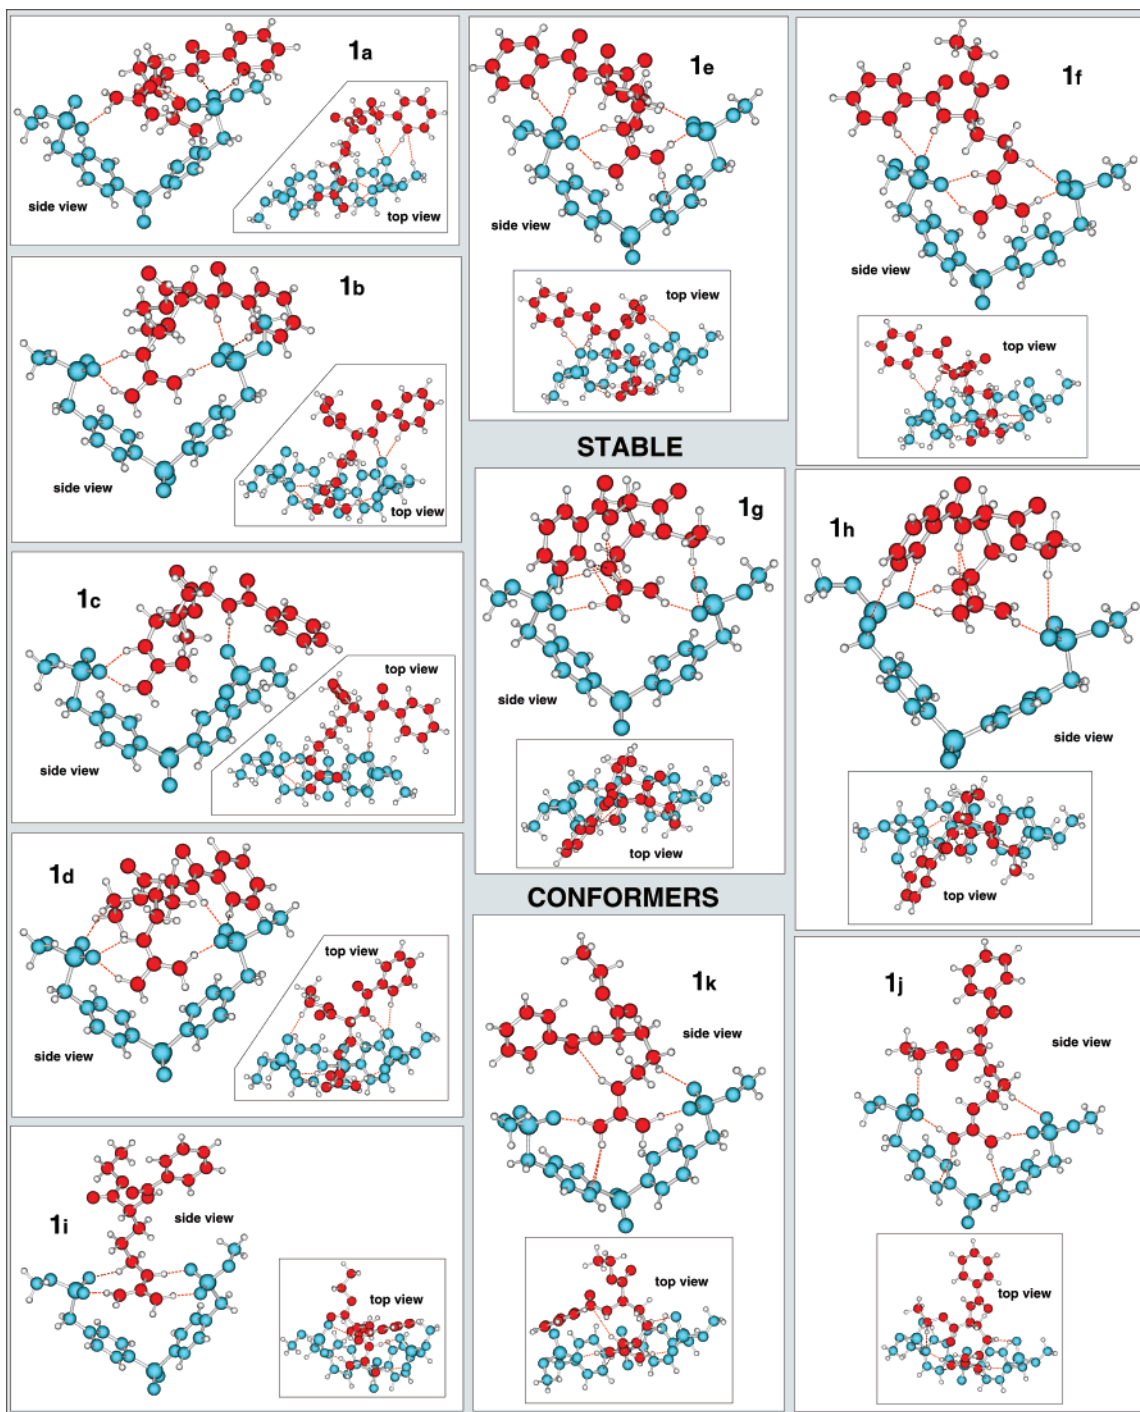 1a
side view
top view
1b
side view
top view
1c
side view
top view
1d
side view
top view
1i
side view
top view
1e
side view
top view
STABLE
1g
side view
top view
CONFORMERS
1k
side view
top view
1f
side view
top view
1h
side view
top view
1j
side view
top view